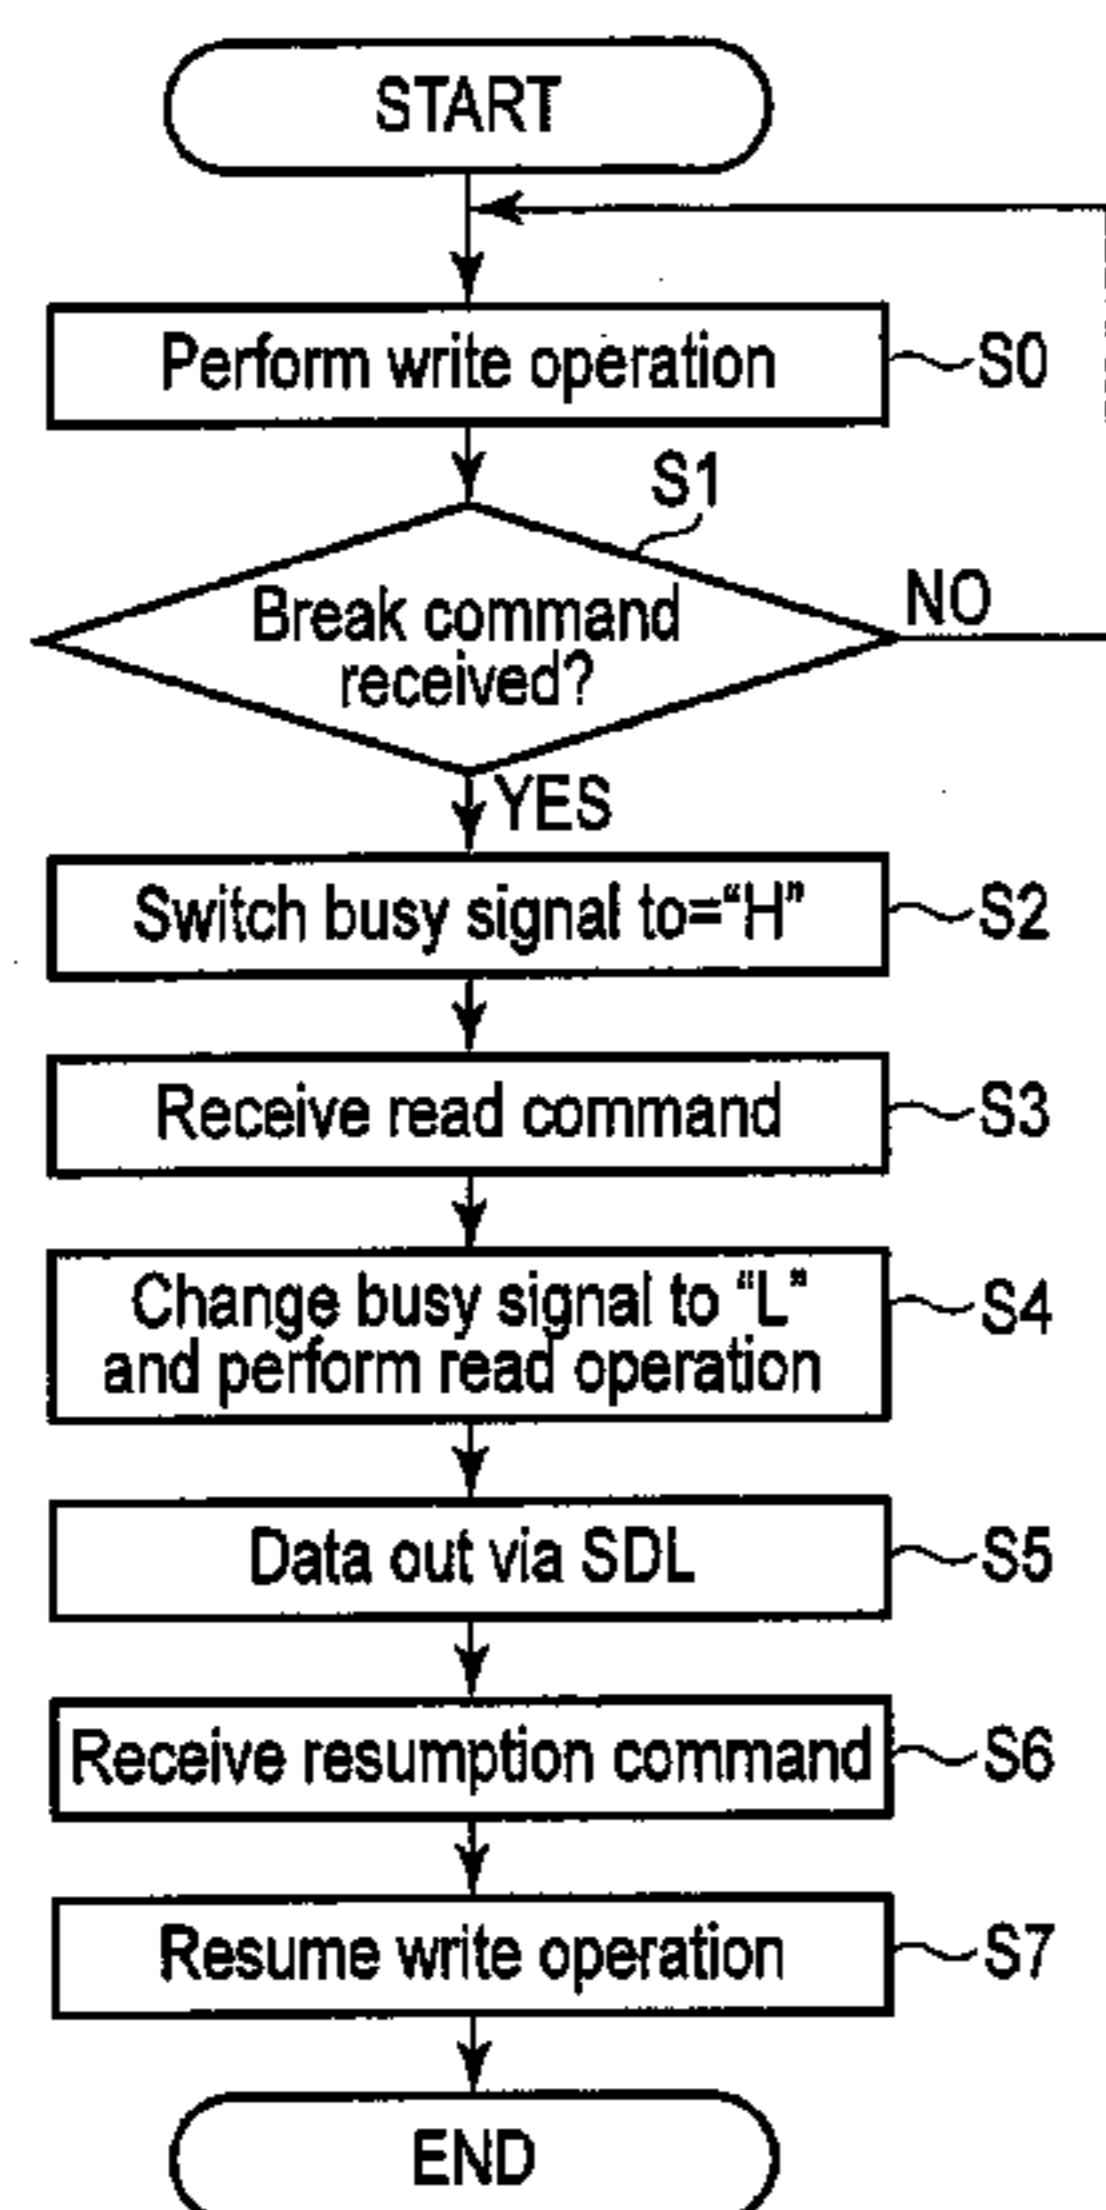 START
Perform write operation
S0
S1
Break command
received?
NO
YES
Switch busy signal to=“H”
S2
Receive read command
S3
Change busy signal to “L”
and perform read operation
S4
Data out via SDL
S5
Receive resumption command
S6
Resume write operation
S7
END